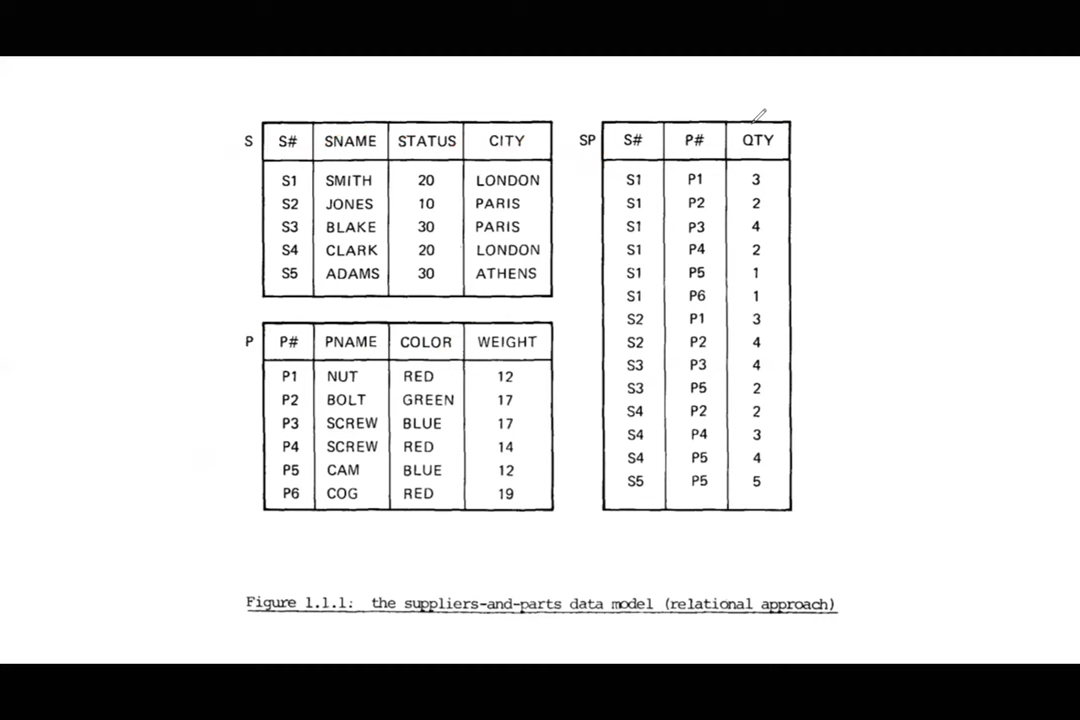 S S# SNAME STATUS CITY
S1 SMITH 20 LONDON
S2 JONES 10 PARIS
S3 BLAKE 30 PARIS
S4 CLARK 20 LONDON
S5 ADAMS 30 ATHENS
P P# PNAME COLOR WEIGHT
P1 NUT RED 12
P2 BOLT GREEN 17
P3 SCREW BLUE 17
P4 SCREW RED 14
P5 CAM BLUE 12
P6 COG RED 19
SP S# P# QTY
S1 P1 3
S1 P2 2
S1 P3 4
S1 P4 2
S1 P5 1
S1 P6 1
S2 P1 3
S2 P2 4
S3 P3 4
S3 P5 2
S4 P2 2
S4 P4 3
S4 P5 4
S5 P5 5
Figure 1.1.1: the suppliers-and-parts data model (relational approach)